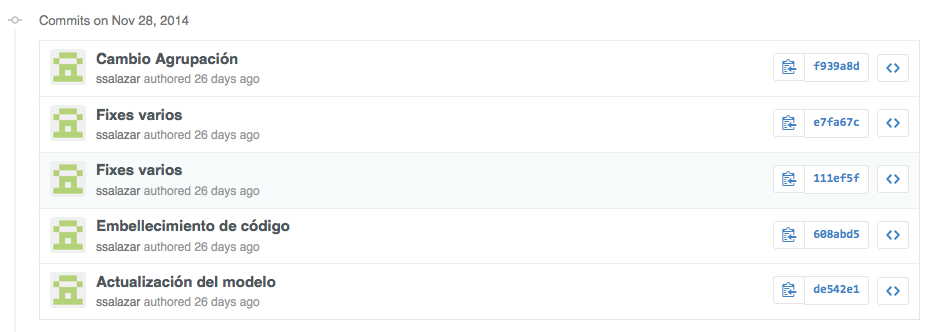 Commits on Nov 28, 2014
Cambio Agrupación
ssalazar authored 26 days ago
f939a8d
Fixes varios
ssalazar authored 26 days ago
e7fa67c
Fixes varios
ssalazar authored 26 days ago
111ef5f
Embellecimiento de código
ssalazar authored 26 days ago
608abd5
Actualización del modelo
ssalazar authored 26 days ago
de542e1